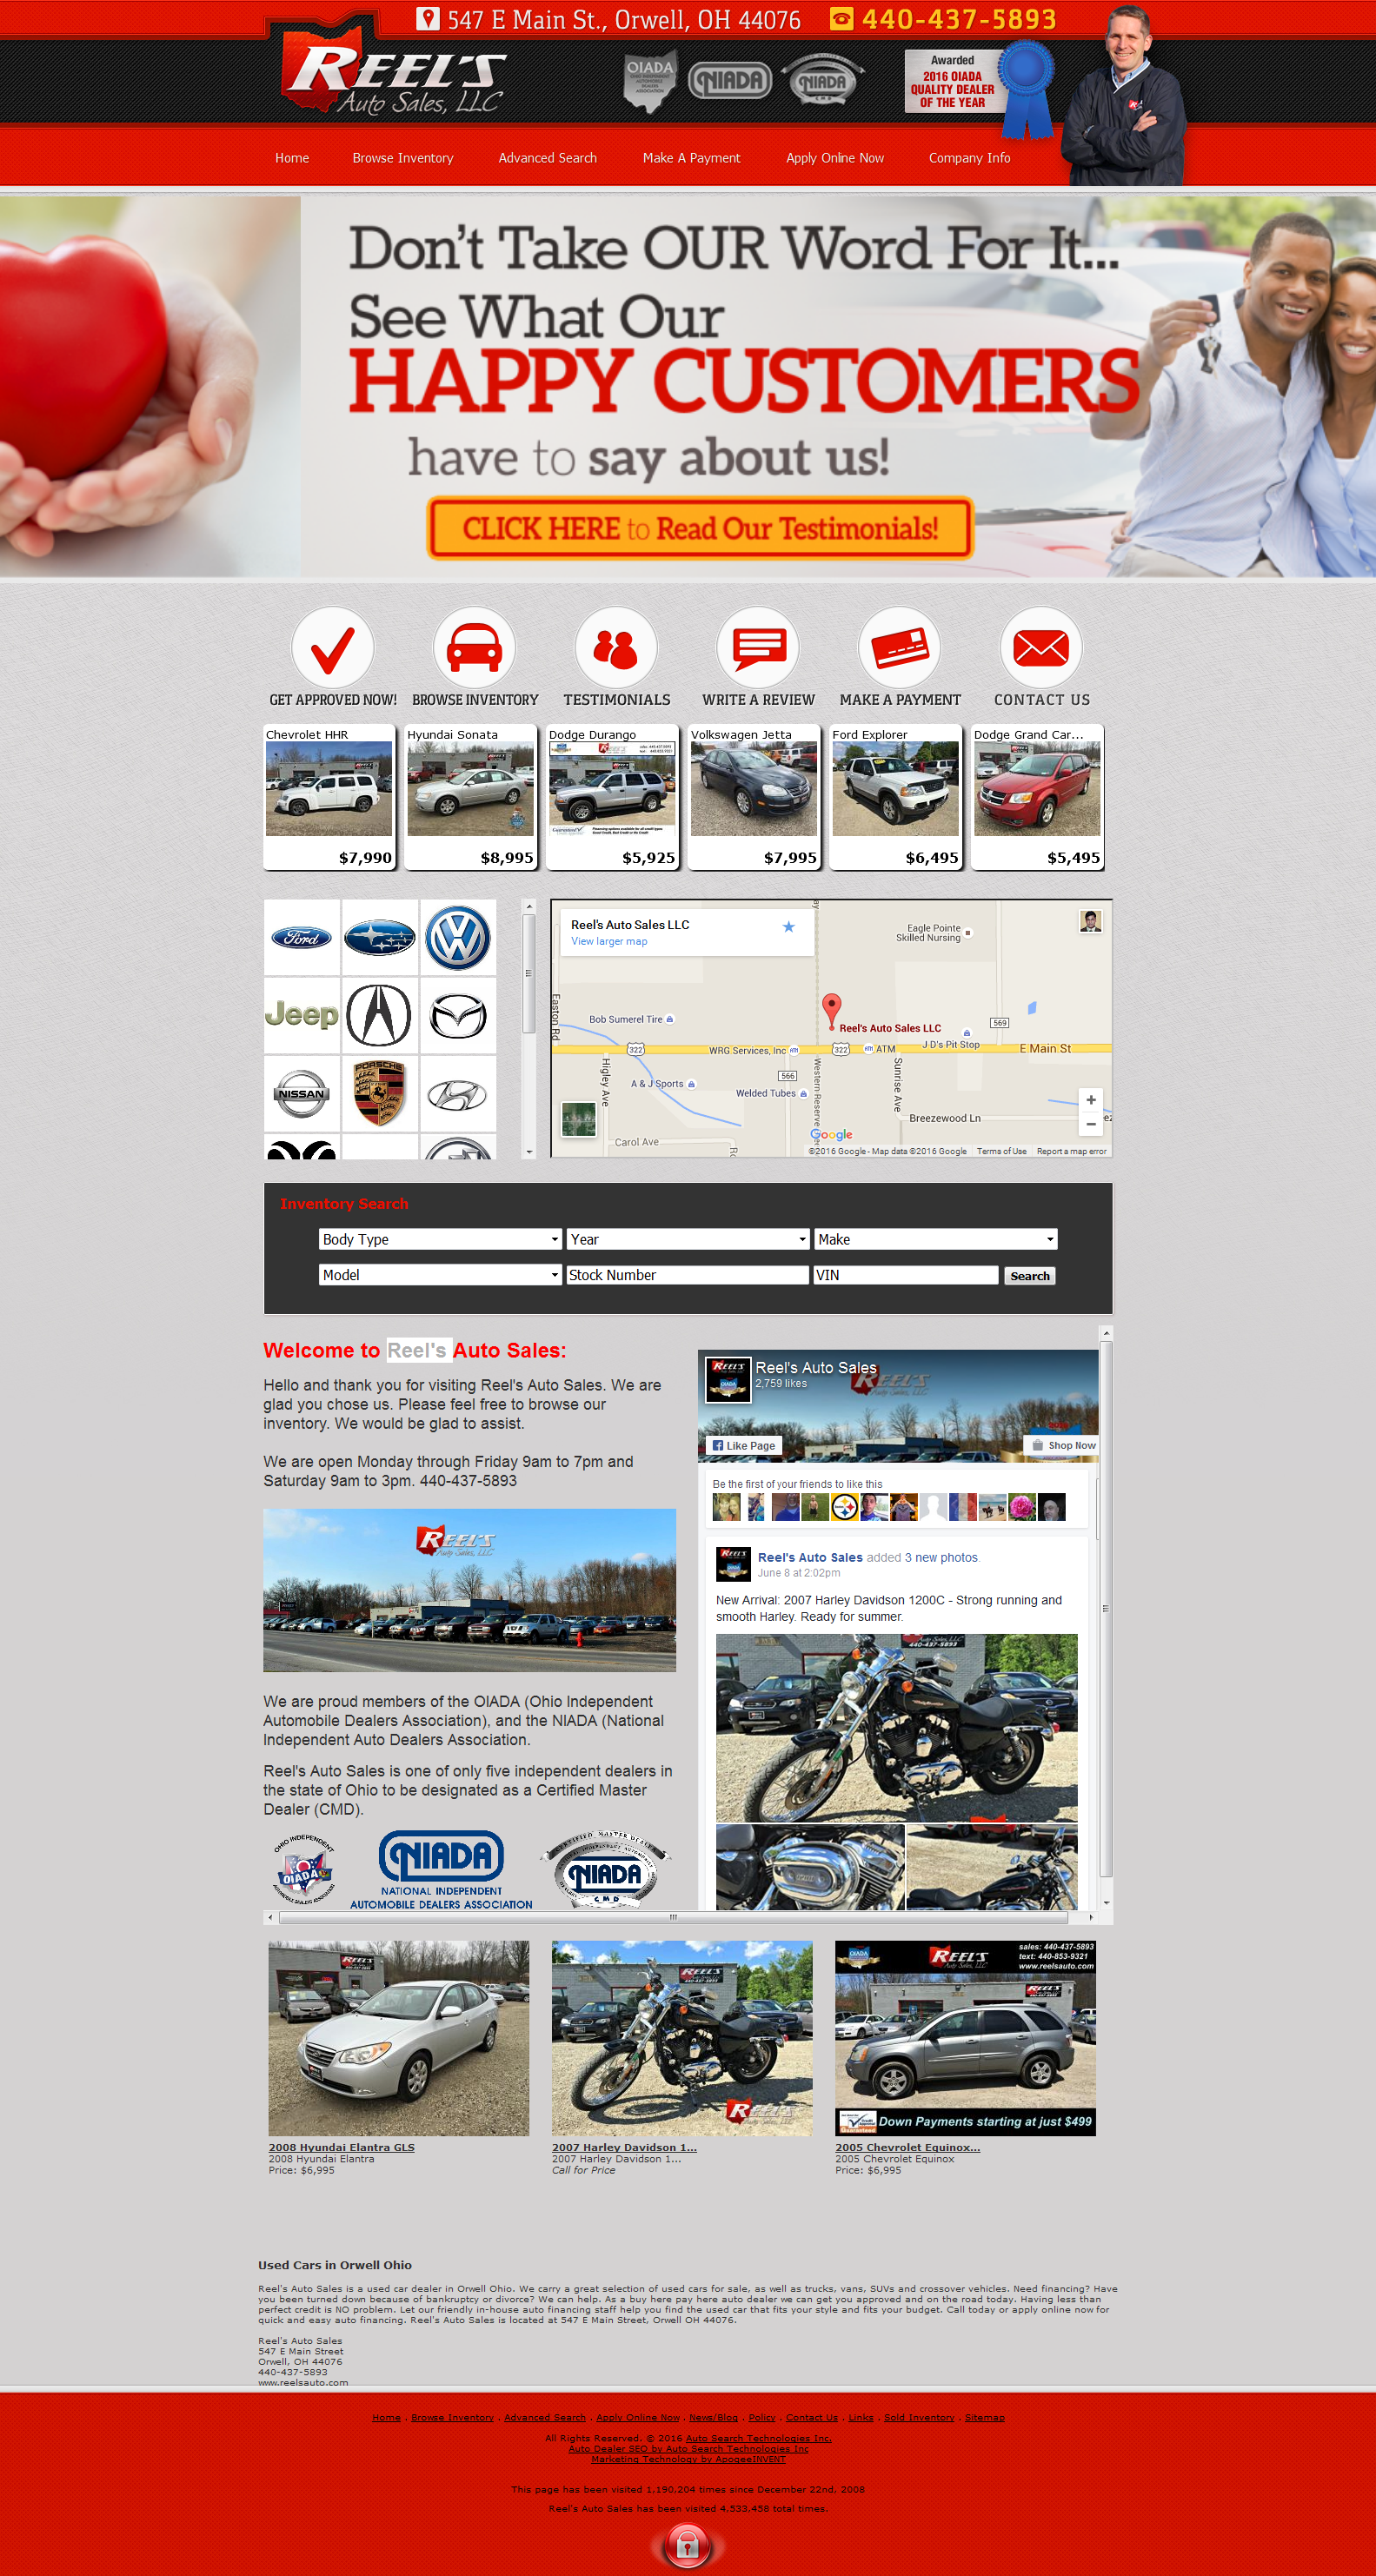 547 E Main St., Orwell, OH 44076
440-437-5893
REEL'S
Auto Sales, LLC
OIADA
NIADA
NIADA
Awarded
2016 OIADA
QUALITY DEALER
OF THE YEAR
Home
Browse Inventory
Advanced Search
Make A Payment
Apply Online Now
Company Info
Don't Take OUR Word For It...
See What Our
HAPPY CUSTOMERS
have to say about us!
CLICK HERE to Read Our Testimonials!
GET APPROVED NOW!
BROWSE INVENTORY
TESTIMONIALS
WRITE A REVIEW
MAKE A PAYMENT
CONTACT US
Chevrolet HHR
$7,990
Hyundai Sonata
$8,995
Dodge Durango
$5,925
Volkswagen Jetta
$7,995
Ford Explorer
$6,495
Dodge Grand Car...
$5,495
Ford
Jeep
NISSAN
PORSCHE
Reel's Auto Sales LLC
View larger map
Eagle Pointe
Skilled Nursing
Easton Rd
Bob Sumerel Tire
Reel's Auto Sales LLC
569
322
WRG Services, Inc
322
ATM
J D's Pit Stop
E Main St
Higley Ave
566
A & J Sports
Welded Tubes
Western Reserve
Sunrise Ave
Breezewood Ln
Carol Ave
Google
©2016 Google - Map data ©2016 Google
Terms of Use
Report a map error
Inventory Search
Body Type
Year
Make
Model
Stock Number
VIN
Search
Welcome to Reel's Auto Sales:
Hello and thank you for visiting Reel's Auto Sales. We are
glad you chose us. Please feel free to browse our
inventory. We would be glad to assist.
We are open Monday through Friday 9am to 7pm and
Saturday 9am to 3pm. 440-437-5893
REEL'S
Auto Sales, LLC
We are proud members of the OIADA (Ohio Independent
Automobile Dealers Association), and the NIADA (National
Independent Auto Dealers Association.
Reel's Auto Sales is one of only five independent dealers in
the state of Ohio to be designated as a Certified Master
Dealer (CMD).
OHIO INDEPENDENT
OIADA
AUTOMOBILE DEALERS ASSOCIATION
NIADA
NATIONAL INDEPENDENT
AUTOMOBILE DEALERS ASSOCIATION
CERTIFIED MASTER DEALER
NIADA
CMD
REEL'S
Reel's Auto Sales
2,759 likes
Like Page
Shop Now
Be the first of your friends to like this
Reel's Auto Sales added 3 new photos.
June 8 at 2:02pm
New Arrival: 2007 Harley Davidson 1200C - Strong running and
smooth Harley. Ready for summer.
Auto Sales, LLC
440-437-5893
REEL'S
2008 Hyundai Elantra GLS
2008 Hyundai Elantra
Price: $6,995
REEL'S
2007 Harley Davidson 1...
2007 Harley Davidson 1...
Call for Price
OIADA
REEL'S
Auto Sales, LLC
sales: 440-437-5893
text: 440-853-9321
www.reelsauto.com
Down Payments starting at just $499
2005 Chevrolet Equinox...
2005 Chevrolet Equinox
Price: $6,995
Used Cars in Orwell Ohio
Reel's Auto Sales is a used car dealer in Orwell Ohio. We carry a great selection of used cars for sale, as well as trucks, vans, SUVs and crossover vehicles. Need financing? Have
you been turned down because of bankruptcy or divorce? We can help. As a buy here pay here auto dealer we can get you approved and on the road today. Having less than
perfect credit is NO problem. Let our friendly in-house auto financing staff help you find the used car that fits your style and fits your budget. Call today or apply online now for
quick and easy auto financing. Reel's Auto Sales is located at 547 E Main Street, Orwell OH 44076.
Reel's Auto Sales
547 E Main Street
Orwell, OH 44076
440-437-5893
www.reelsauto.com
Home . Browse Inventory . Advanced Search . Apply Online Now . News/Blog . Policy . Contact Us . Links . Sold Inventory . Sitemap
All Rights Reserved. © 2016 Auto Search Technologies Inc.
Auto Dealer SEO by Auto Search Technologies Inc
Marketing Technology by ApogeeINVENT
This page has been visited 1,190,204 times since December 22nd, 2008
Reel's Auto Sales has been visited 4,533,458 total times.